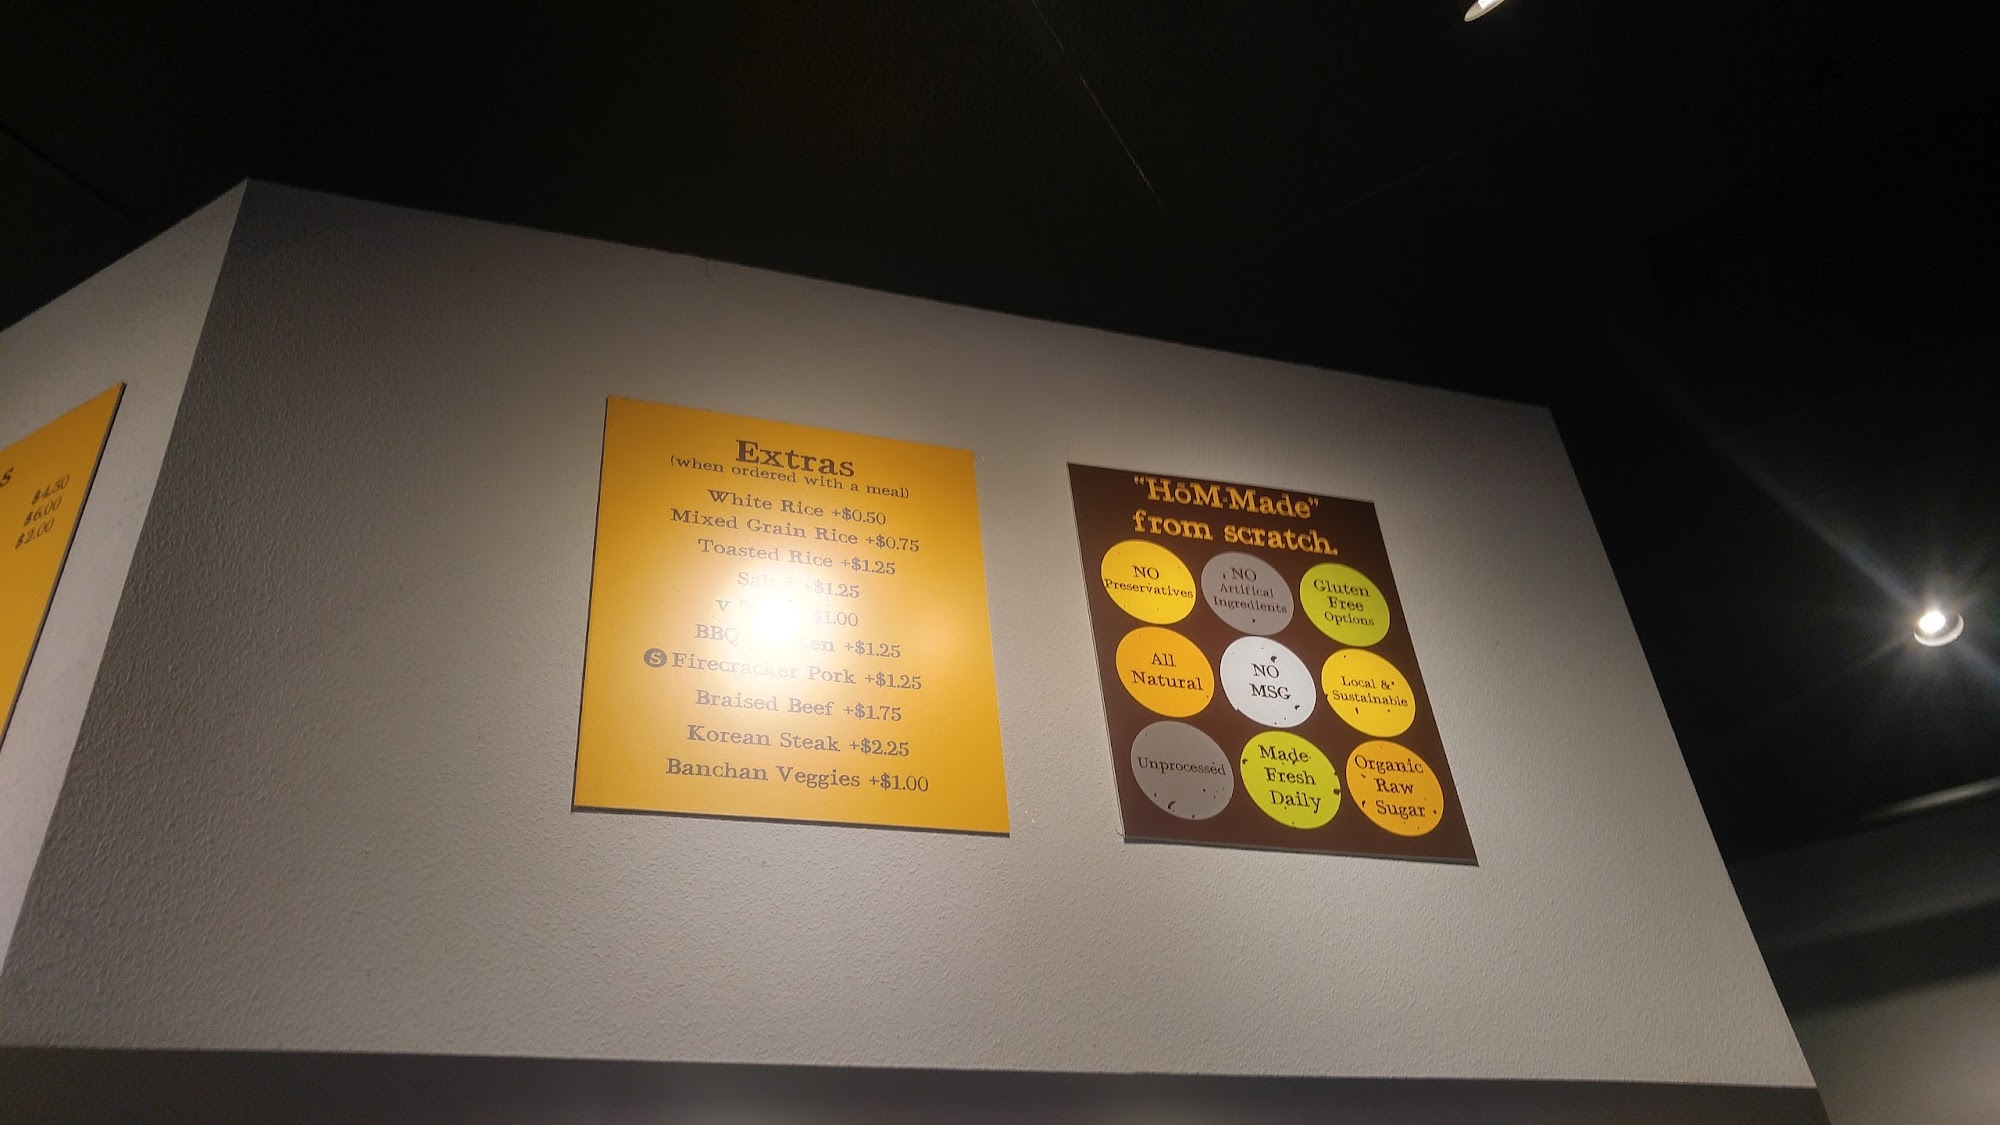 s
$4.50
$6.00
$2.00
Extras
(when ordered with a meal)
White Rice +$0.50
Mixed Grain Rice +$0.75
Toasted Rice +$1.25
Salad +$1.25
V $1.00
BBQ +$1.25
S Firecracker Pork +$1.25
Braised Beef +$1.75
Korean Steak +$2.25
Banchan Veggies +$1.00
"HōM-Made"
from scratch.
NO
Preservatives
NO
Artifical
Ingredients
Gluten
Free
Options
All
Natural
NO
MSG
Local &
Sustainable
Unprocessed
Made
Fresh
Daily
Organic
Raw
Sugar